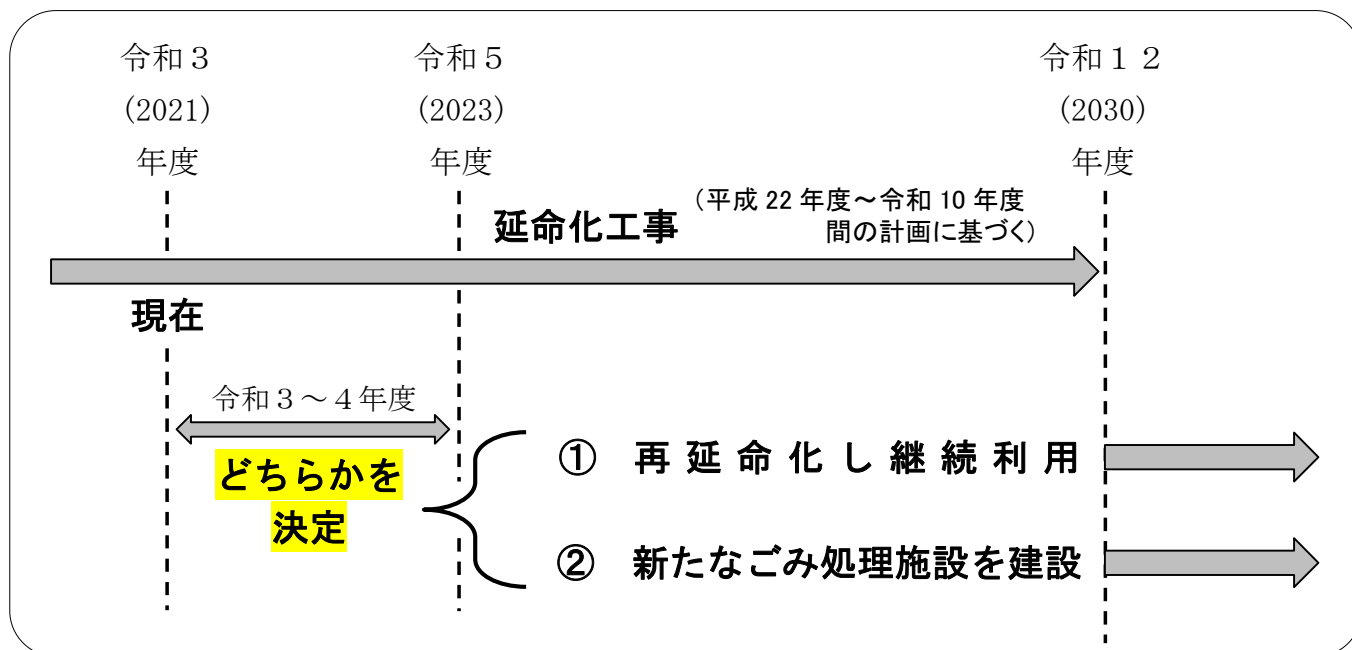 令和３
(2021)
年度
令和５
(2023)
年度
令和１２
(2030)
年度
延命化工事
（平成 22 年度～令和 10 年度
間の計画に基づく）
現在
令和３～４年度
どちらかを
決定
① 再延命化し継続利用
② 新たなごみ処理施設を建設